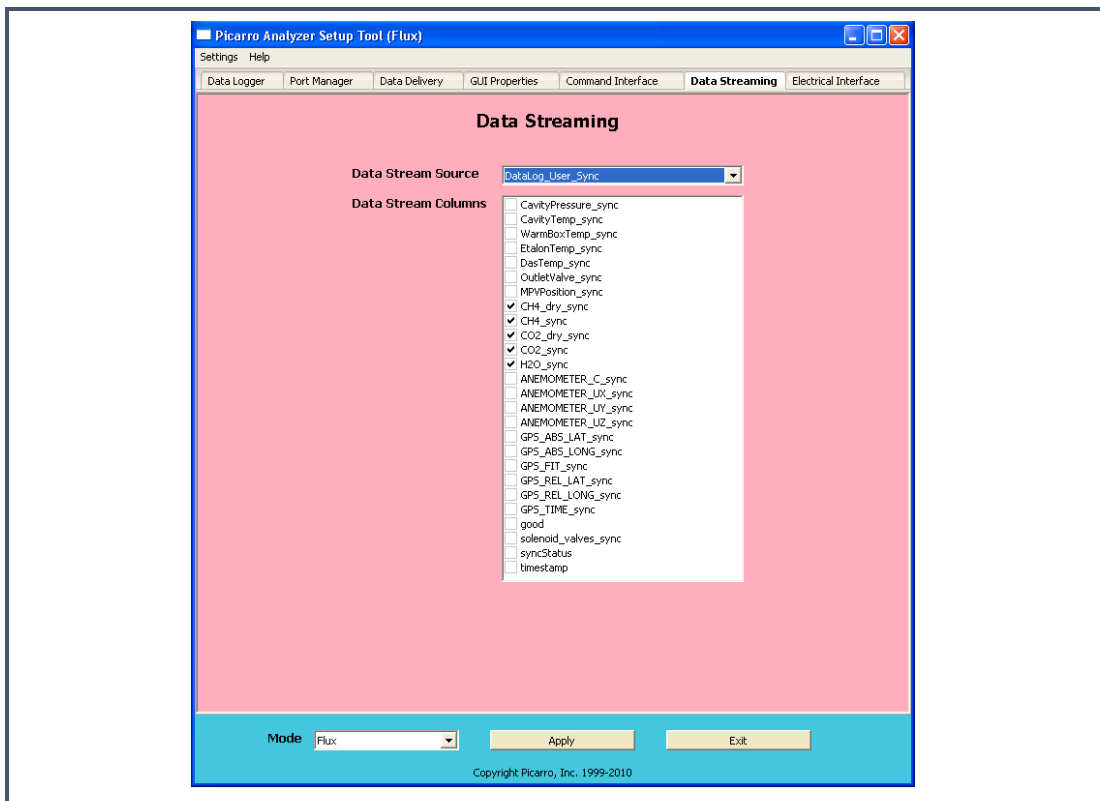 Picarro Analyzer Setup Tool (Flux)
Settings Help
Data Logger Port Manager Data Delivery GUI Properties Command Interface Data Streaming Electrical Interface
Data Streaming
Data Stream Source DataLog_User_Sync
Data Stream Columns
CavityPressure_sync
CavityTemp_sync
WarmBoxTemp_sync
EtalonTemp_sync
DasTemp_sync
OutletValve_sync
MPVPosition_sync
CH4_dry_sync
CH4_sync
CO2_dry_sync
CO2_sync
H2O_sync
ANEMOMETER_C_sync
ANEMOMETER_UX_sync
ANEMOMETER_UY_sync
ANEMOMETER_UZ_sync
GPS_ABS_LAT_sync
GPS_ABS_LONG_sync
GPS_FIT_sync
GPS_REL_LAT_sync
GPS_REL_LONG_sync
GPS_TIME_sync
good
solenoid_valves_sync
syncStatus
timestamp
Mode Flux Apply Exit
Copyright Picarro, Inc. 1999-2010